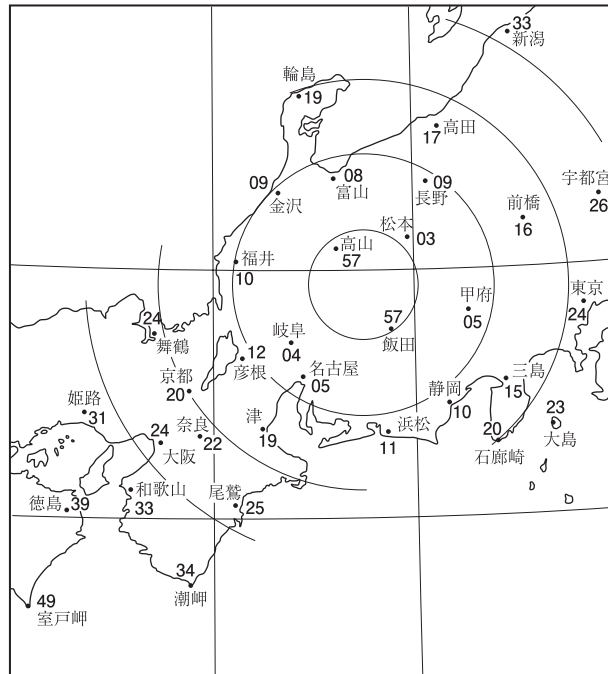 33
新潟
輪島
19
17
高田
08
富山
09
長野
09
金沢
宇都宮
26
前橋
16
松本
03
高山
57
福井
10
甲府
05
57
飯田
東京
24
24
舞鶴
岐阜
04
12
彦根
京都
20
名古屋
05
三島
15
静岡
10
姫路
31
奈良
22
24
大阪
津
19
浜松
11
20
石廊崎
23
大島
和歌山
33
徳島
39
尾鷲
25
34
潮岬
49
室戸岬